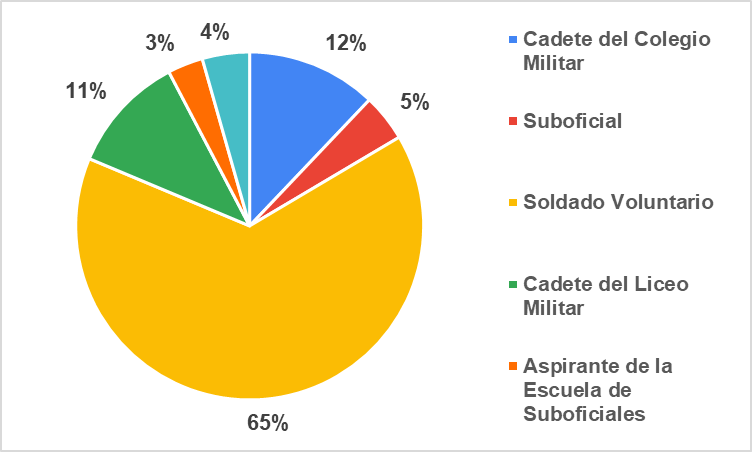 4%
3%
12%
11%
5%
65%
Cadete del Colegio
Militar
Suboficial
Soldado Voluntario
Cadete del Liceo
Militar
Aspirante de la
Escuela de
Suboficiales